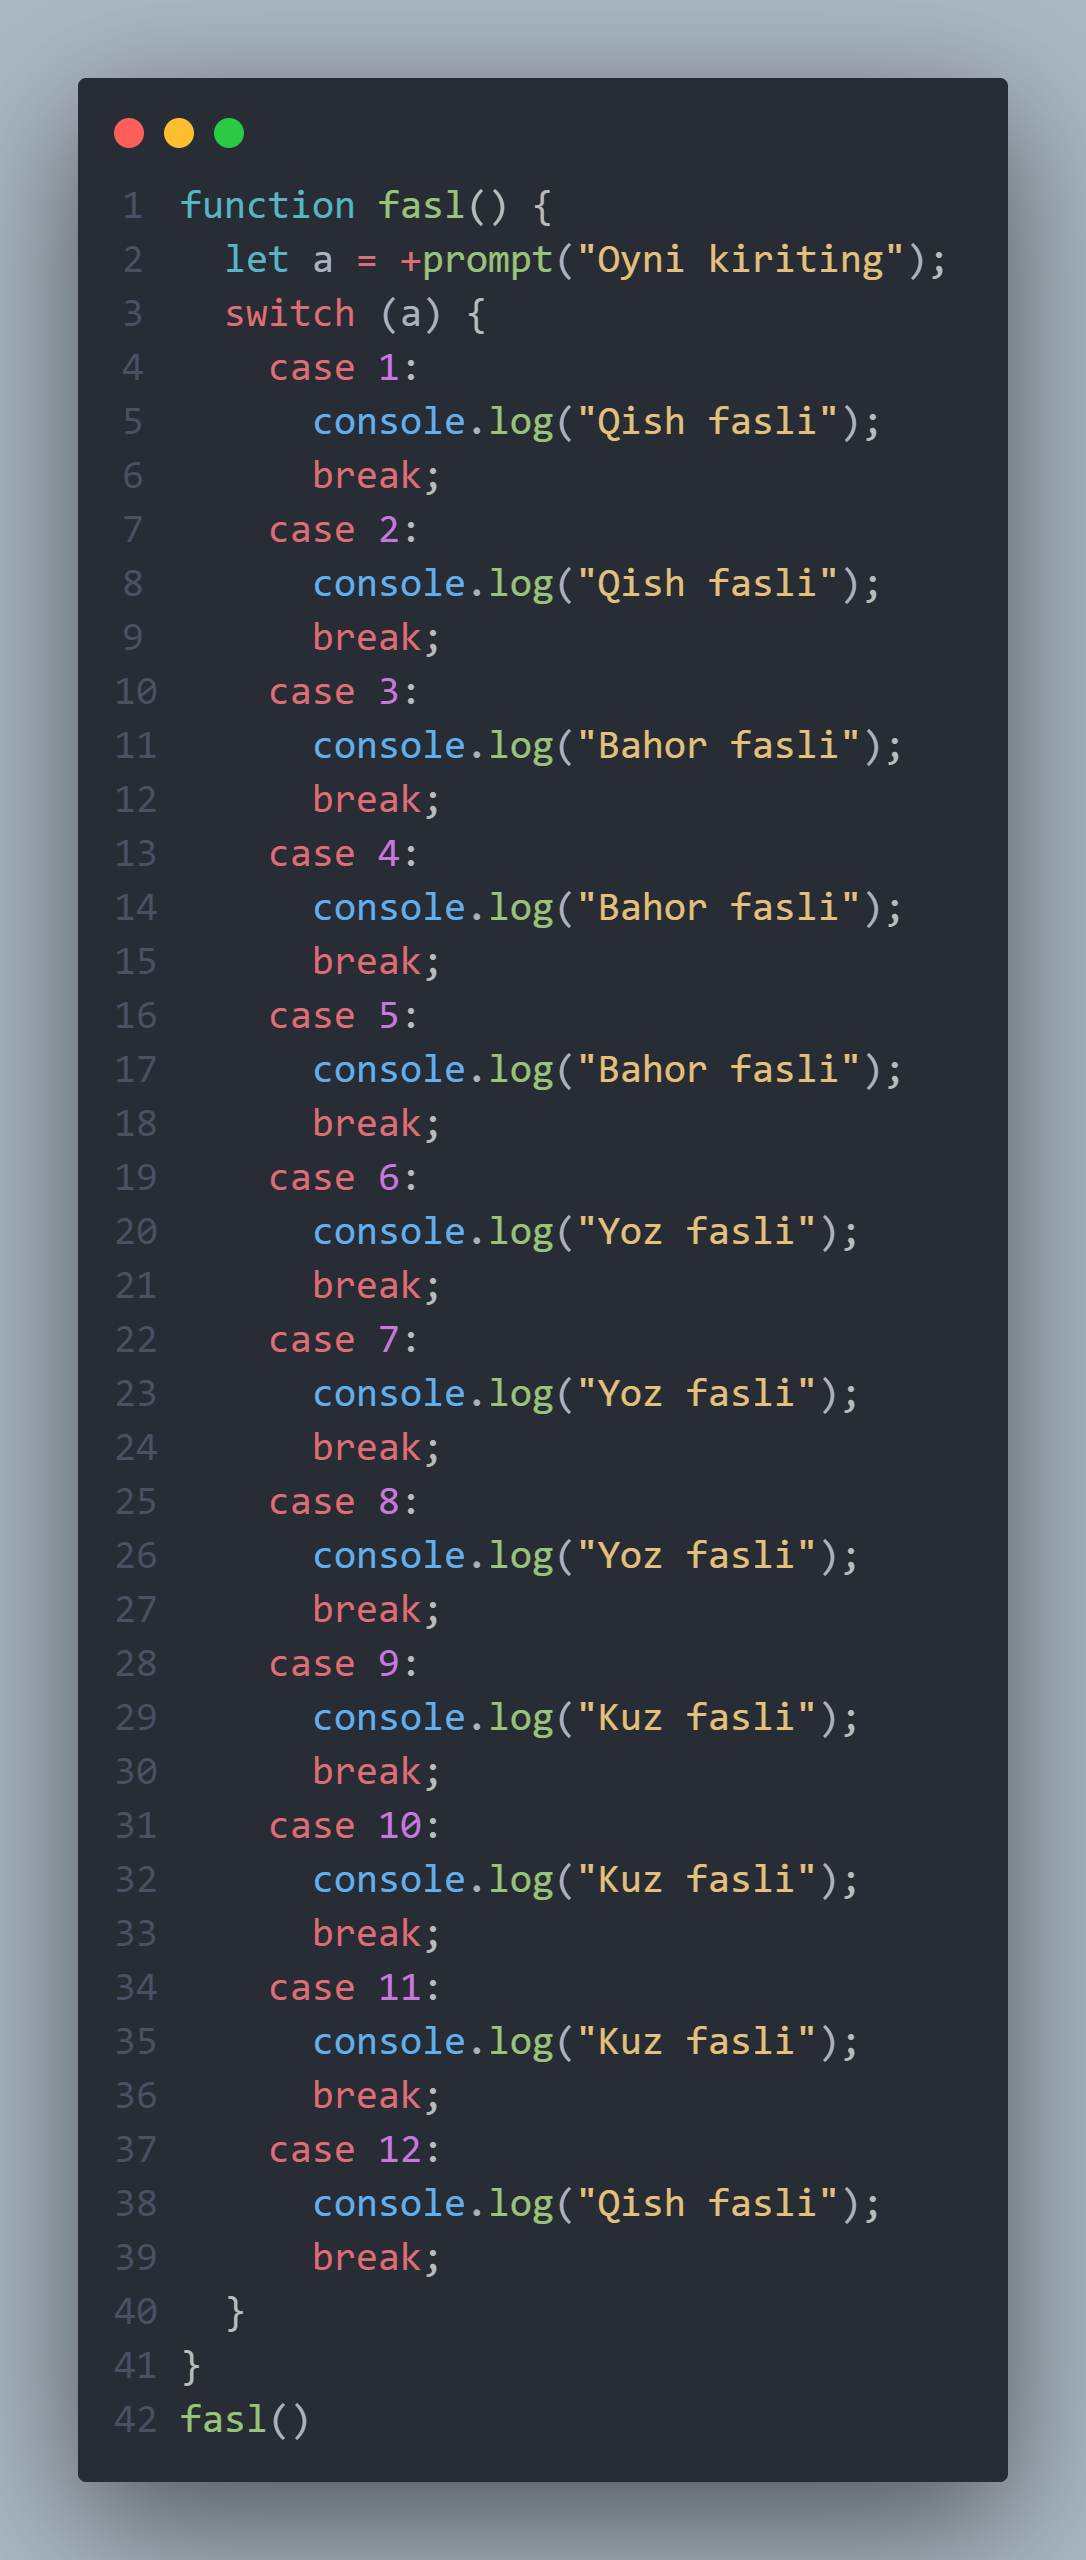 1 function fasl() {
2   let a = +prompt("Oyni kiriting");
3   switch (a) {
4     case 1:
5       console.log("Qish fasli");
6       break;
7     case 2:
8       console.log("Qish fasli");
9       break;
10     case 3:
11       console.log("Bahor fasli");
12       break;
13     case 4:
14       console.log("Bahor fasli");
15       break;
16     case 5:
17       console.log("Bahor fasli");
18       break;
19     case 6:
20       console.log("Yoz fasli");
21       break;
22     case 7:
23       console.log("Yoz fasli");
24       break;
25     case 8:
26       console.log("Yoz fasli");
27       break;
28     case 9:
29       console.log("Kuz fasli");
30       break;
31     case 10:
32       console.log("Kuz fasli");
33       break;
34     case 11:
35       console.log("Kuz fasli");
36       break;
37     case 12:
38       console.log("Qish fasli");
39       break;
40   }
41 }
42 fasl()